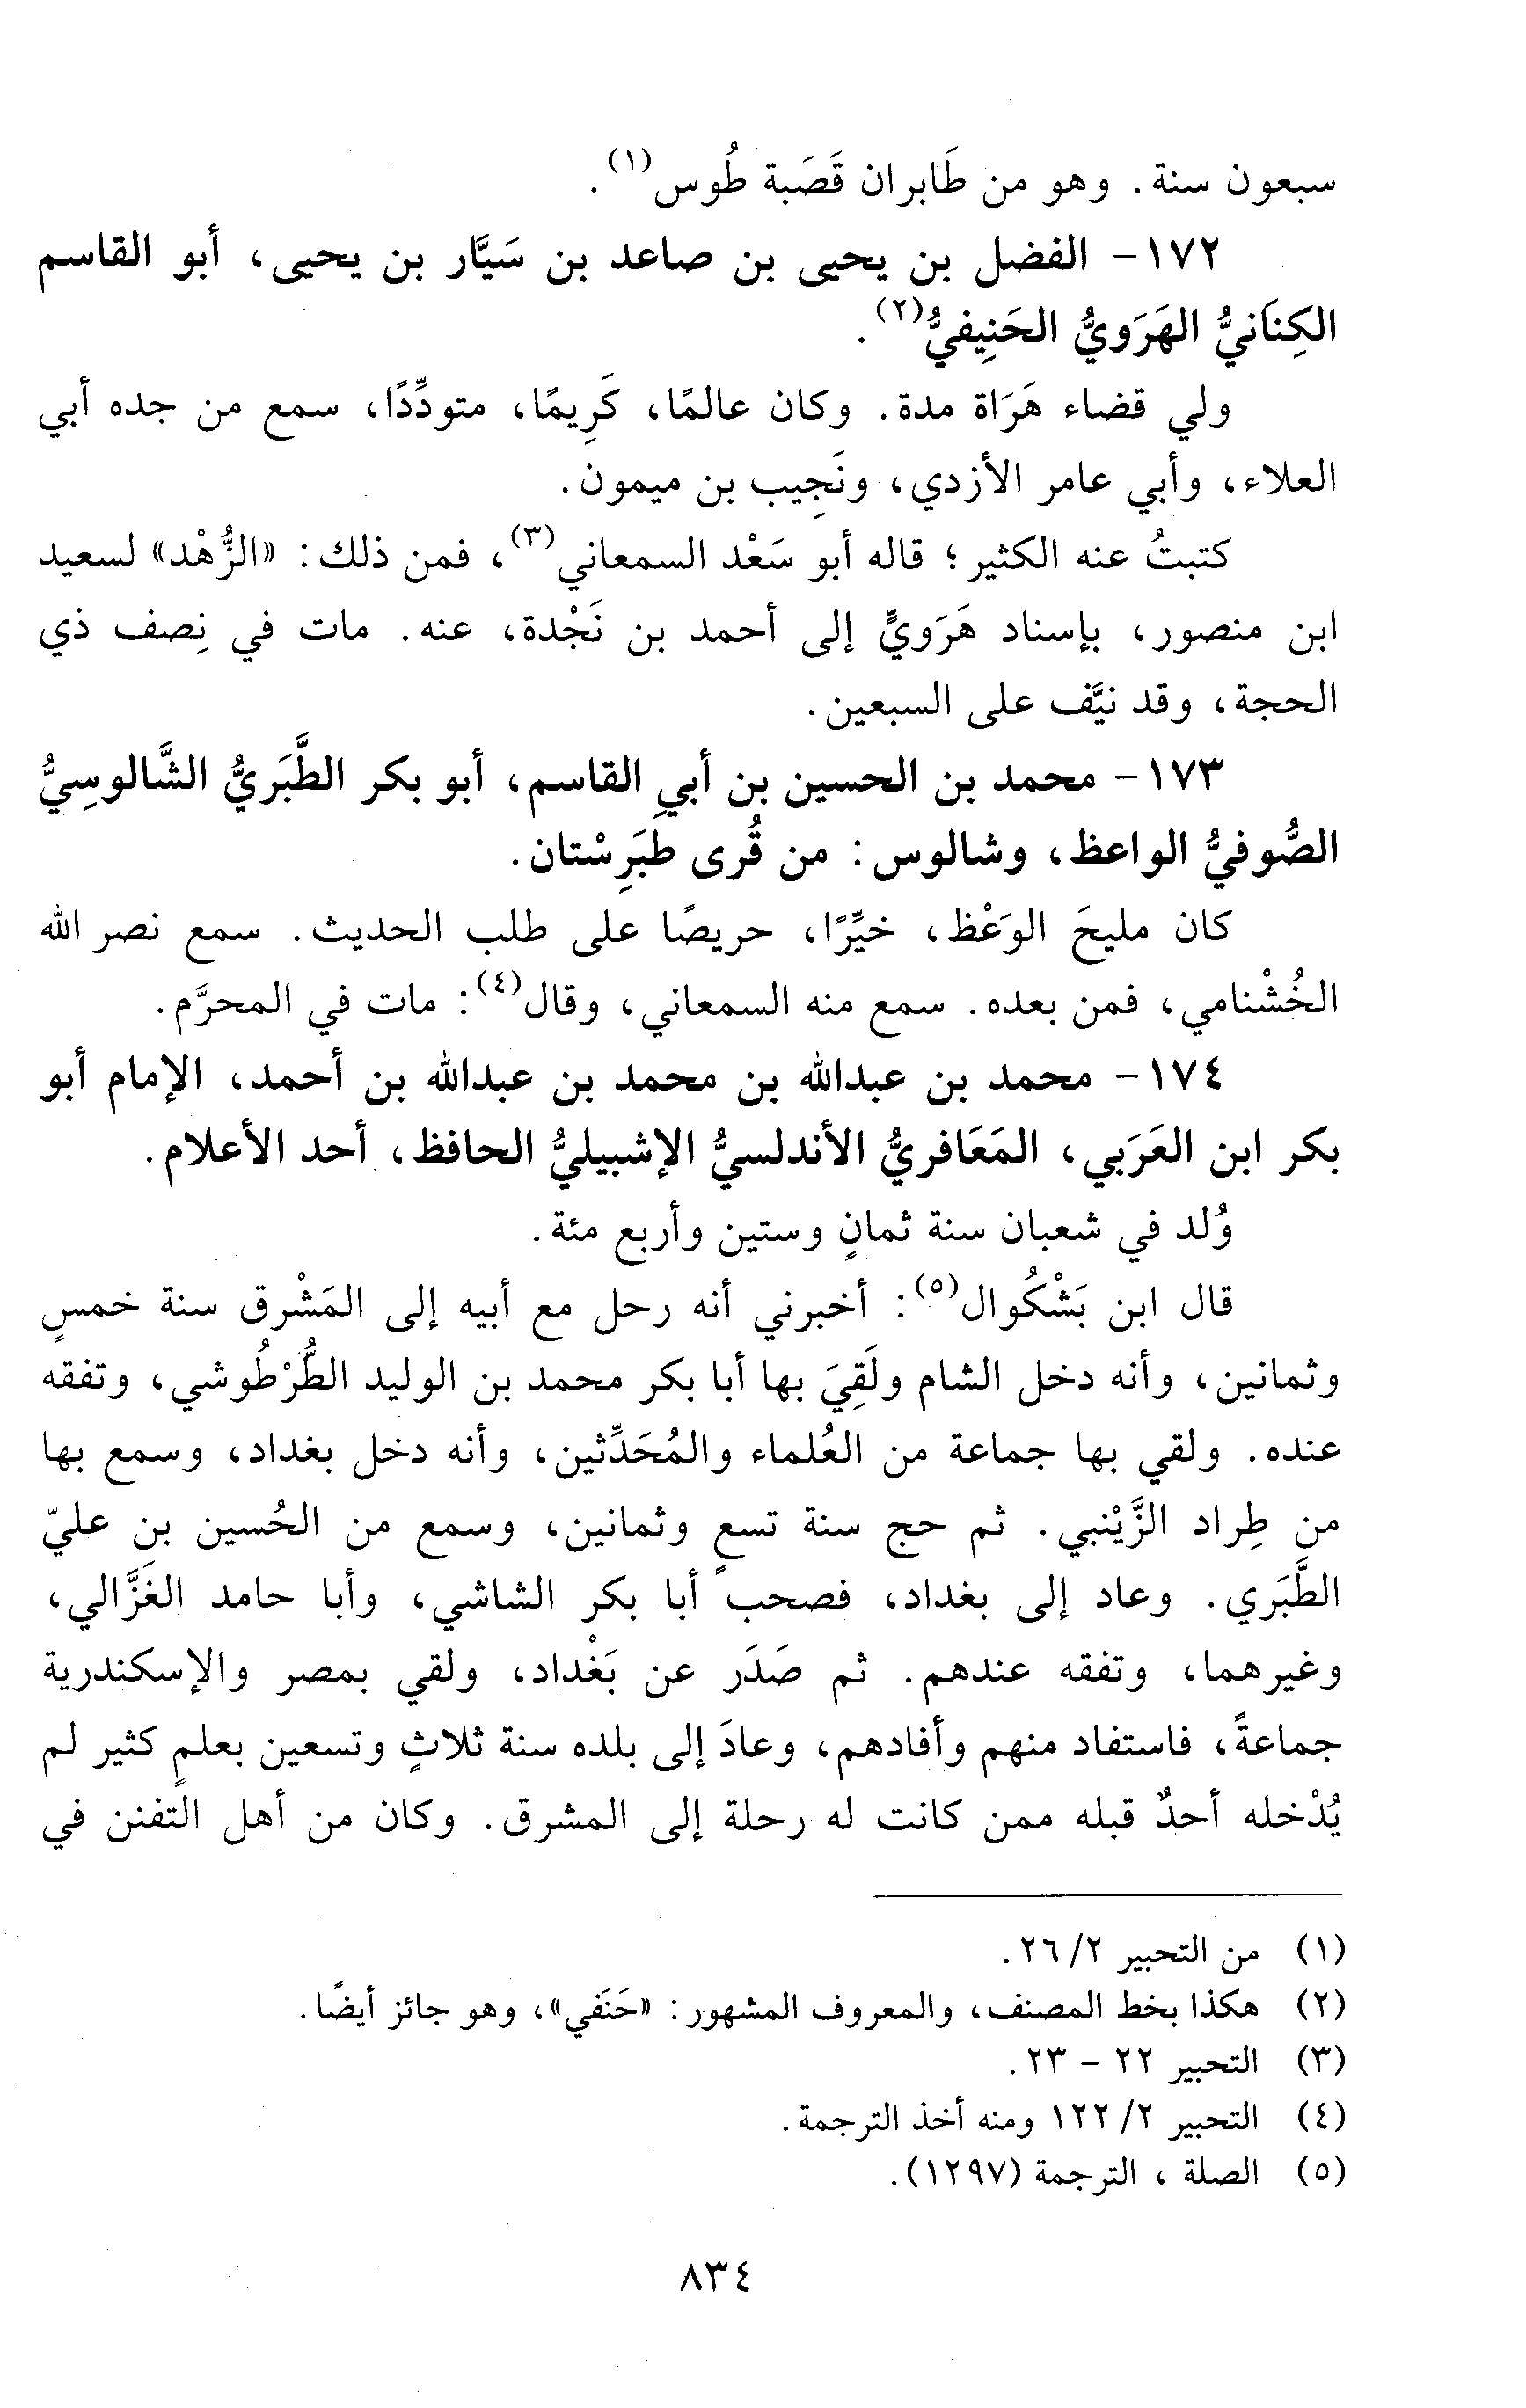 سبعون سنة. وهو من طَابران قَصَبة طُوس(١).
١٧٢- الفضل بن يحيى بن صاعد بن سَيَّار بن يحيى، أبو القاسم
الكِنَانيُّ الهَرَويُّ الحَنِيفيُّ(٢).
ولي قضاء هَرَاة مدة. وكان عالمًا، كَرِيمًا، متودِّدًا، سمع من جده أبي
العلاء، وأبي عامر الأزدي، ونَجِيب بن ميمون.
كتبتُ عنه الكثير؛ قاله أبو سَعْد السمعاني(٣)، فمن ذلك: «الزُّهْد» لسعيد
ابن منصور، بإسناد هَرَويٍّ إلى أحمد بن نَجْدة، عنه. مات في نِصف ذي
الحجة، وقد نيَّف على السبعين.
١٧٣- محمد بن الحسين بن أبي القاسم، أبو بكر الطَّبَريُّ الشَّالوسِيُّ
الصُّوفيُّ الواعظ، وشالوس: من قُرى طبَرِسْتان.
كان مليحَ الوَعْظ، خيِّرًا، حريصًا على طلب الحديث. سمع نصر الله
الخُشْنامي، فمن بعده. سمع منه السمعاني، وقال(٤): مات في المحرَّم.
١٧٤- محمد بن عبدالله بن محمد بن عبدالله بن أحمد، الإمام أبو
بكر ابن العَرَبي، المَعَافريُّ الأندلسيُّ الإشبيليُّ الحافظ، أحد الأعلام.
وُلد في شعبان سنة ثمانٍ وستين وأربع مئة.
قال ابن بَشْكُوال(٥): أخبرني أنه رحل مع أبيه إلى المَشْرق سنة خمسٍ
وثمانين، وأنه دخل الشام ولَقِيَ بها أبا بكر محمد بن الوليد الطُّرْطُوشي، وتفقه
عنده. ولقي بها جماعة من العُلماء والمُحَدِّثين، وأنه دخل بغداد، وسمع بها
من طِراد الزَّيْنبي. ثم حج سنة تسعٍ وثمانين، وسمع من الحُسين بن عليّ
الطَّبَري. وعاد إلى بغداد، فصحب أبا بكر الشاشي، وأبا حامد الغَزَّالي،
وغيرهما، وتفقه عندهم. ثم صَدَر عن بَغْداد، ولقي بمصر والإسكندرية
جماعةً، فاستفاد منهم وأفادهم، وعادَ إلى بلده سنة ثلاثٍ وتسعين بعلمٍ كثير لم
يُدْخله أحدٌ قبله ممن كانت له رحلة إلى المشرق. وكان من أهل التفنن في
(١) من التحبير ٢/ ٢٦.
(٢) هكذا بخط المصنف، والمعروف المشهور: «حَنَفي»، وهو جائز أيضًا.
(٣) التحبير ٢٢ - ٢٣.
(٤) التحبير ٢/ ١٢٢ ومنه أخذ الترجمة.
(٥) الصلة، الترجمة (١٢٩٧).
٨٣٤